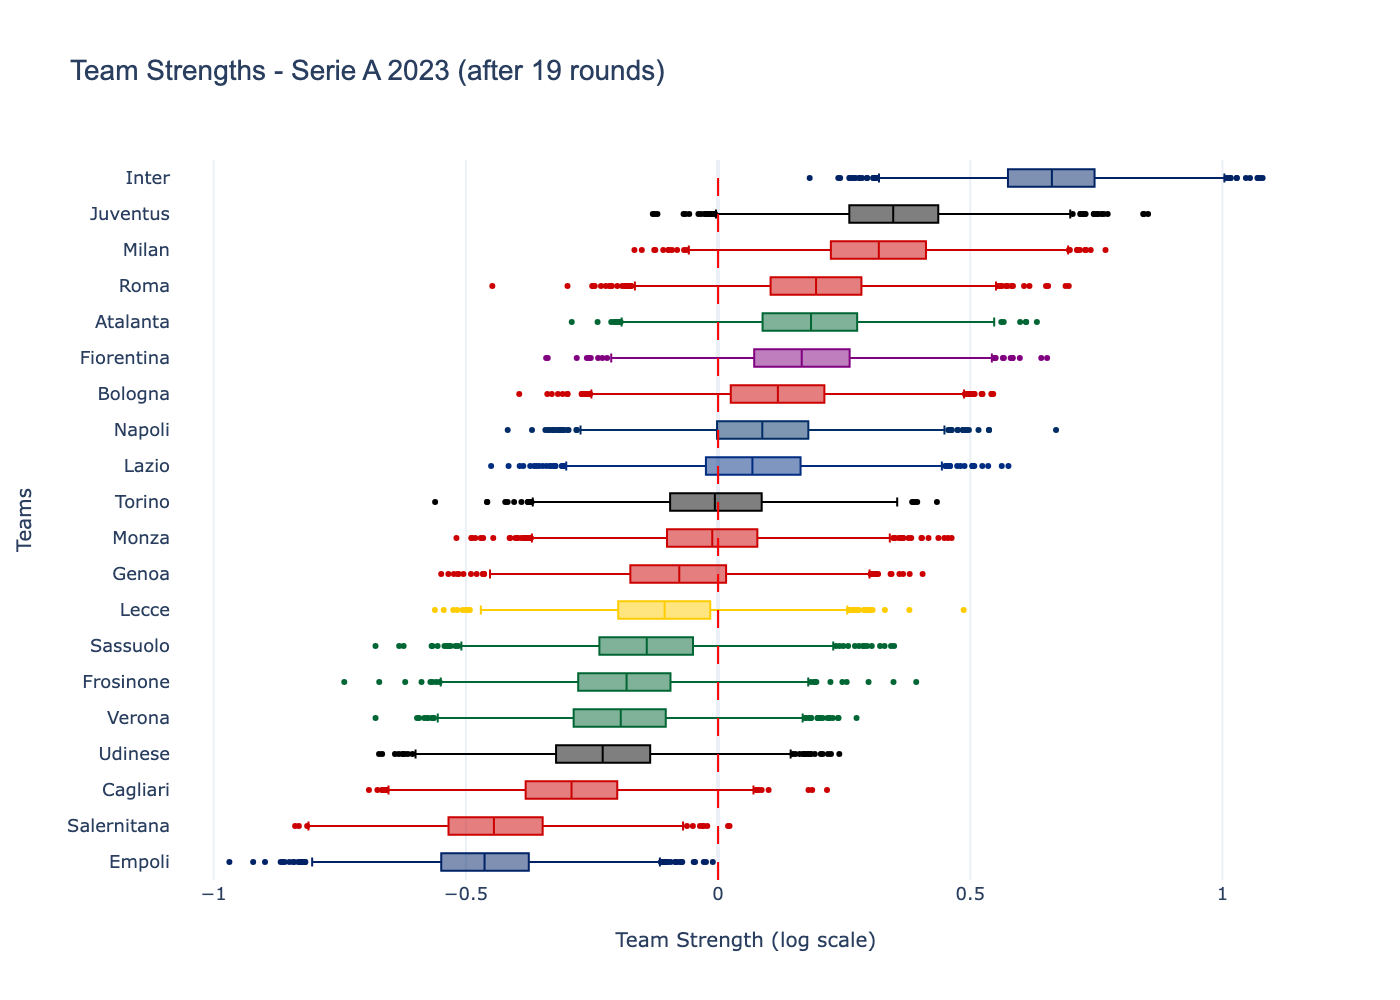 Team Strengths - Serie A 2023 (after 19 rounds)
Teams
Inter
Juventus
Milan
Roma
Atalanta
Fiorentina
Bologna
Napoli
Lazio
Torino
Monza
Genoa
Lecce
Sassuolo
Frosinone
Verona
Udinese
Cagliari
Salernitana
Empoli
−1 −0.5 0 0.5 1
Team Strength (log scale)